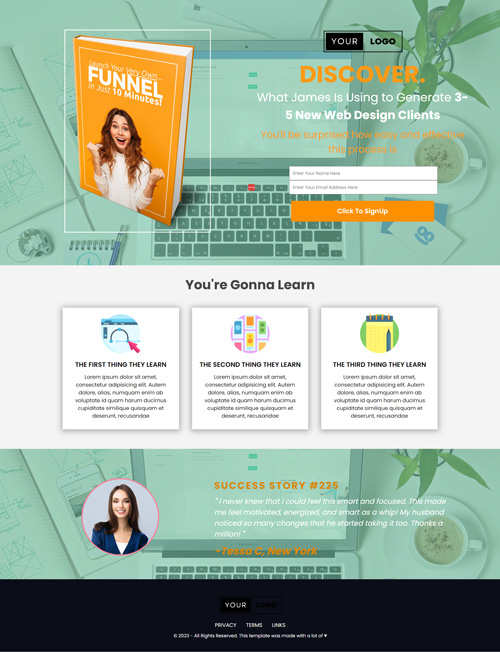 YOUR LOGO
Launch Your Very Own...
FUNNEL
In Just 10 Minutes!
DISCOVER.
What James Is Using to Generate 3-
5 New Web Design Clients
You'll be surprised how easy and effective
this process is
Enter Your Name Here
Enter Your Email Address Here
Click To SignUp
You're Gonna Learn
THE FIRST THING THEY LEARN
Lorem ipsum dolor sit amet,
consectetur adipisicing elit. Autem
dolore, alias, numquam enim ab
voluptate id quam harum ducimus
cupiditate similique quisquam et
deserunt, recusandae
THE SECOND THING THEY LEARN
Lorem ipsum dolor sit amet,
consectetur adipisicing elit. Autem
dolore, alias, numquam enim ab
voluptate id quam harum ducimus
cupiditate similique quisquam et
deserunt, recusandae
THE THIRD THING THEY LEARN
Lorem ipsum dolor sit amet,
consectetur adipisicing elit. Autem
dolore, alias, numquam enim ab
voluptate id quam harum ducimus
cupiditate similique quisquam et
deserunt, recusandae
SUCCESS STORY #225
" I never knew that I could feel this smart and focused. This made
me feel motivated, energized, and smart as a whip! My husband
noticed so many changes that he started taking it too. Thanks a
million! "
-Tessa C, New York
YOUR LOGO
PRIVACY TERMS LINKS
© 2023 - All Rights Reserved. This template was made with a lot of ♥